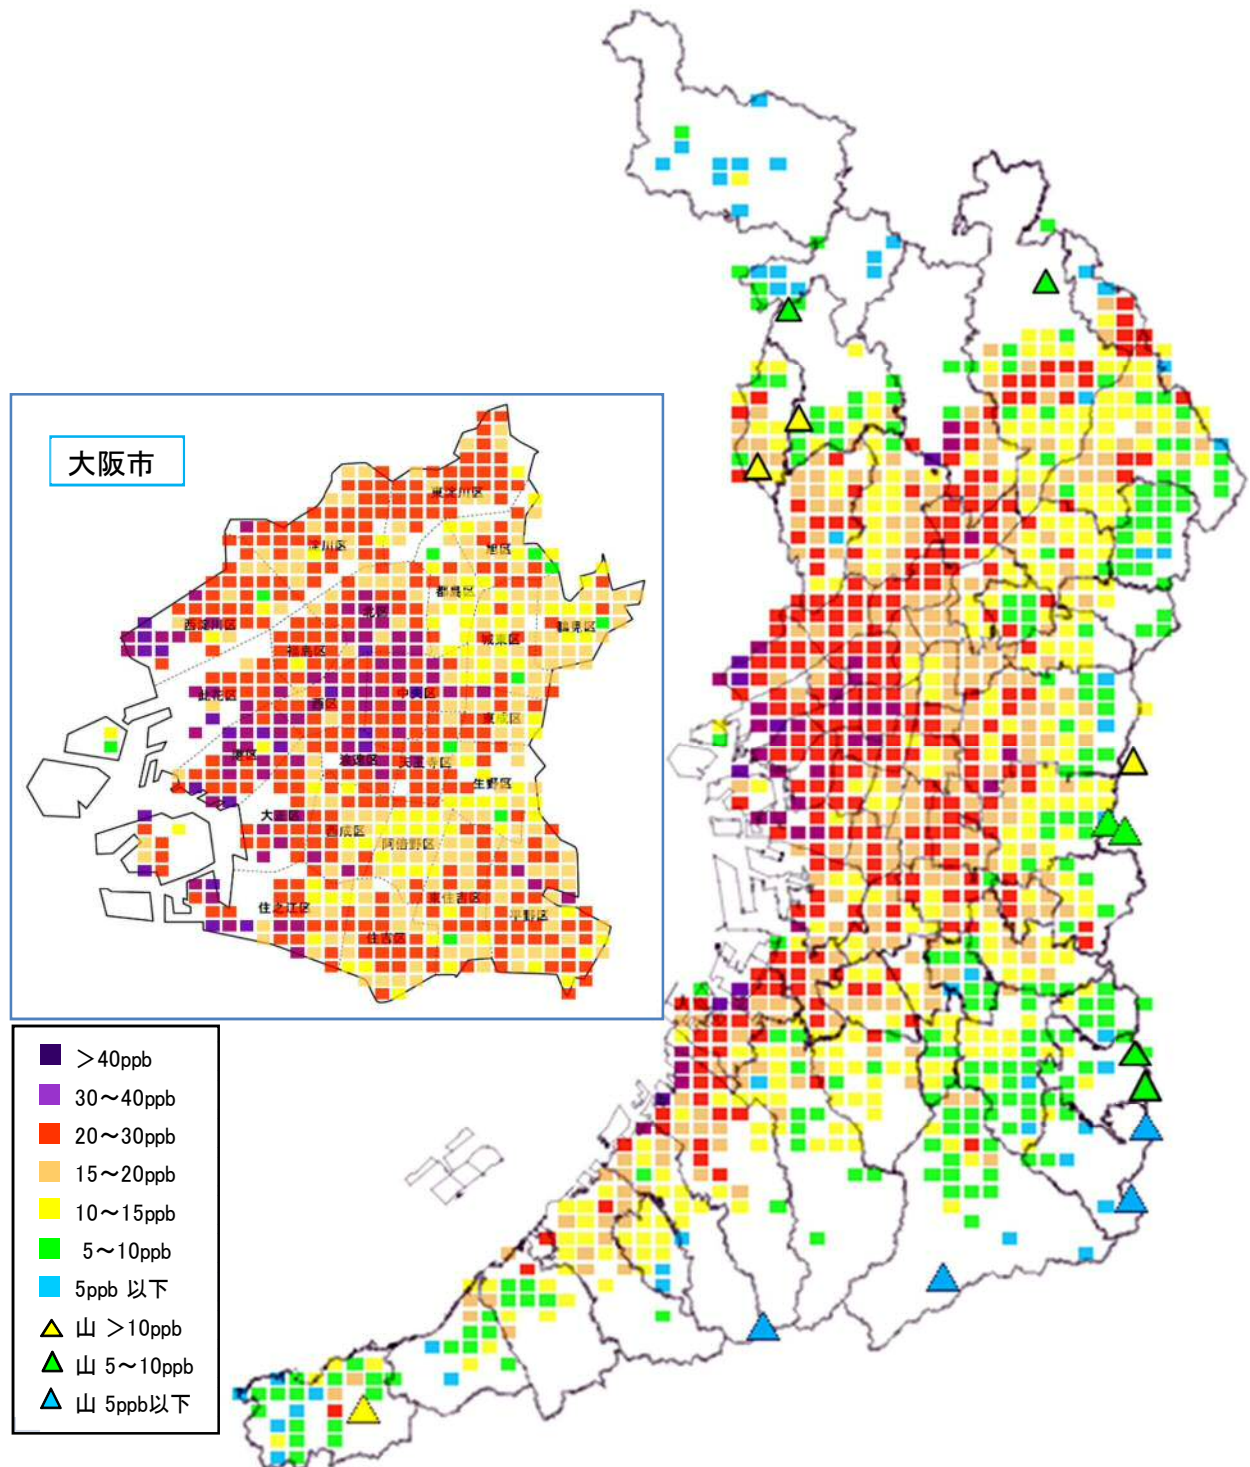 大阪市
東淀川区
淀川区
旭区
都島区
北区
西淀川区
鶴見区
城東区
福島区
此花区
中央区
西区
東成区
港区
浪速区
天王寺区
生野区
大正区
西成区
阿倍野区
東住吉区
住之江区
平野区
住吉区
＞40ppb
30～40ppb
20～30ppb
15～20ppb
10～15ppb
5～10ppb
5ppb 以下
山 ＞10ppb
山 5～10ppb
山 5ppb以下